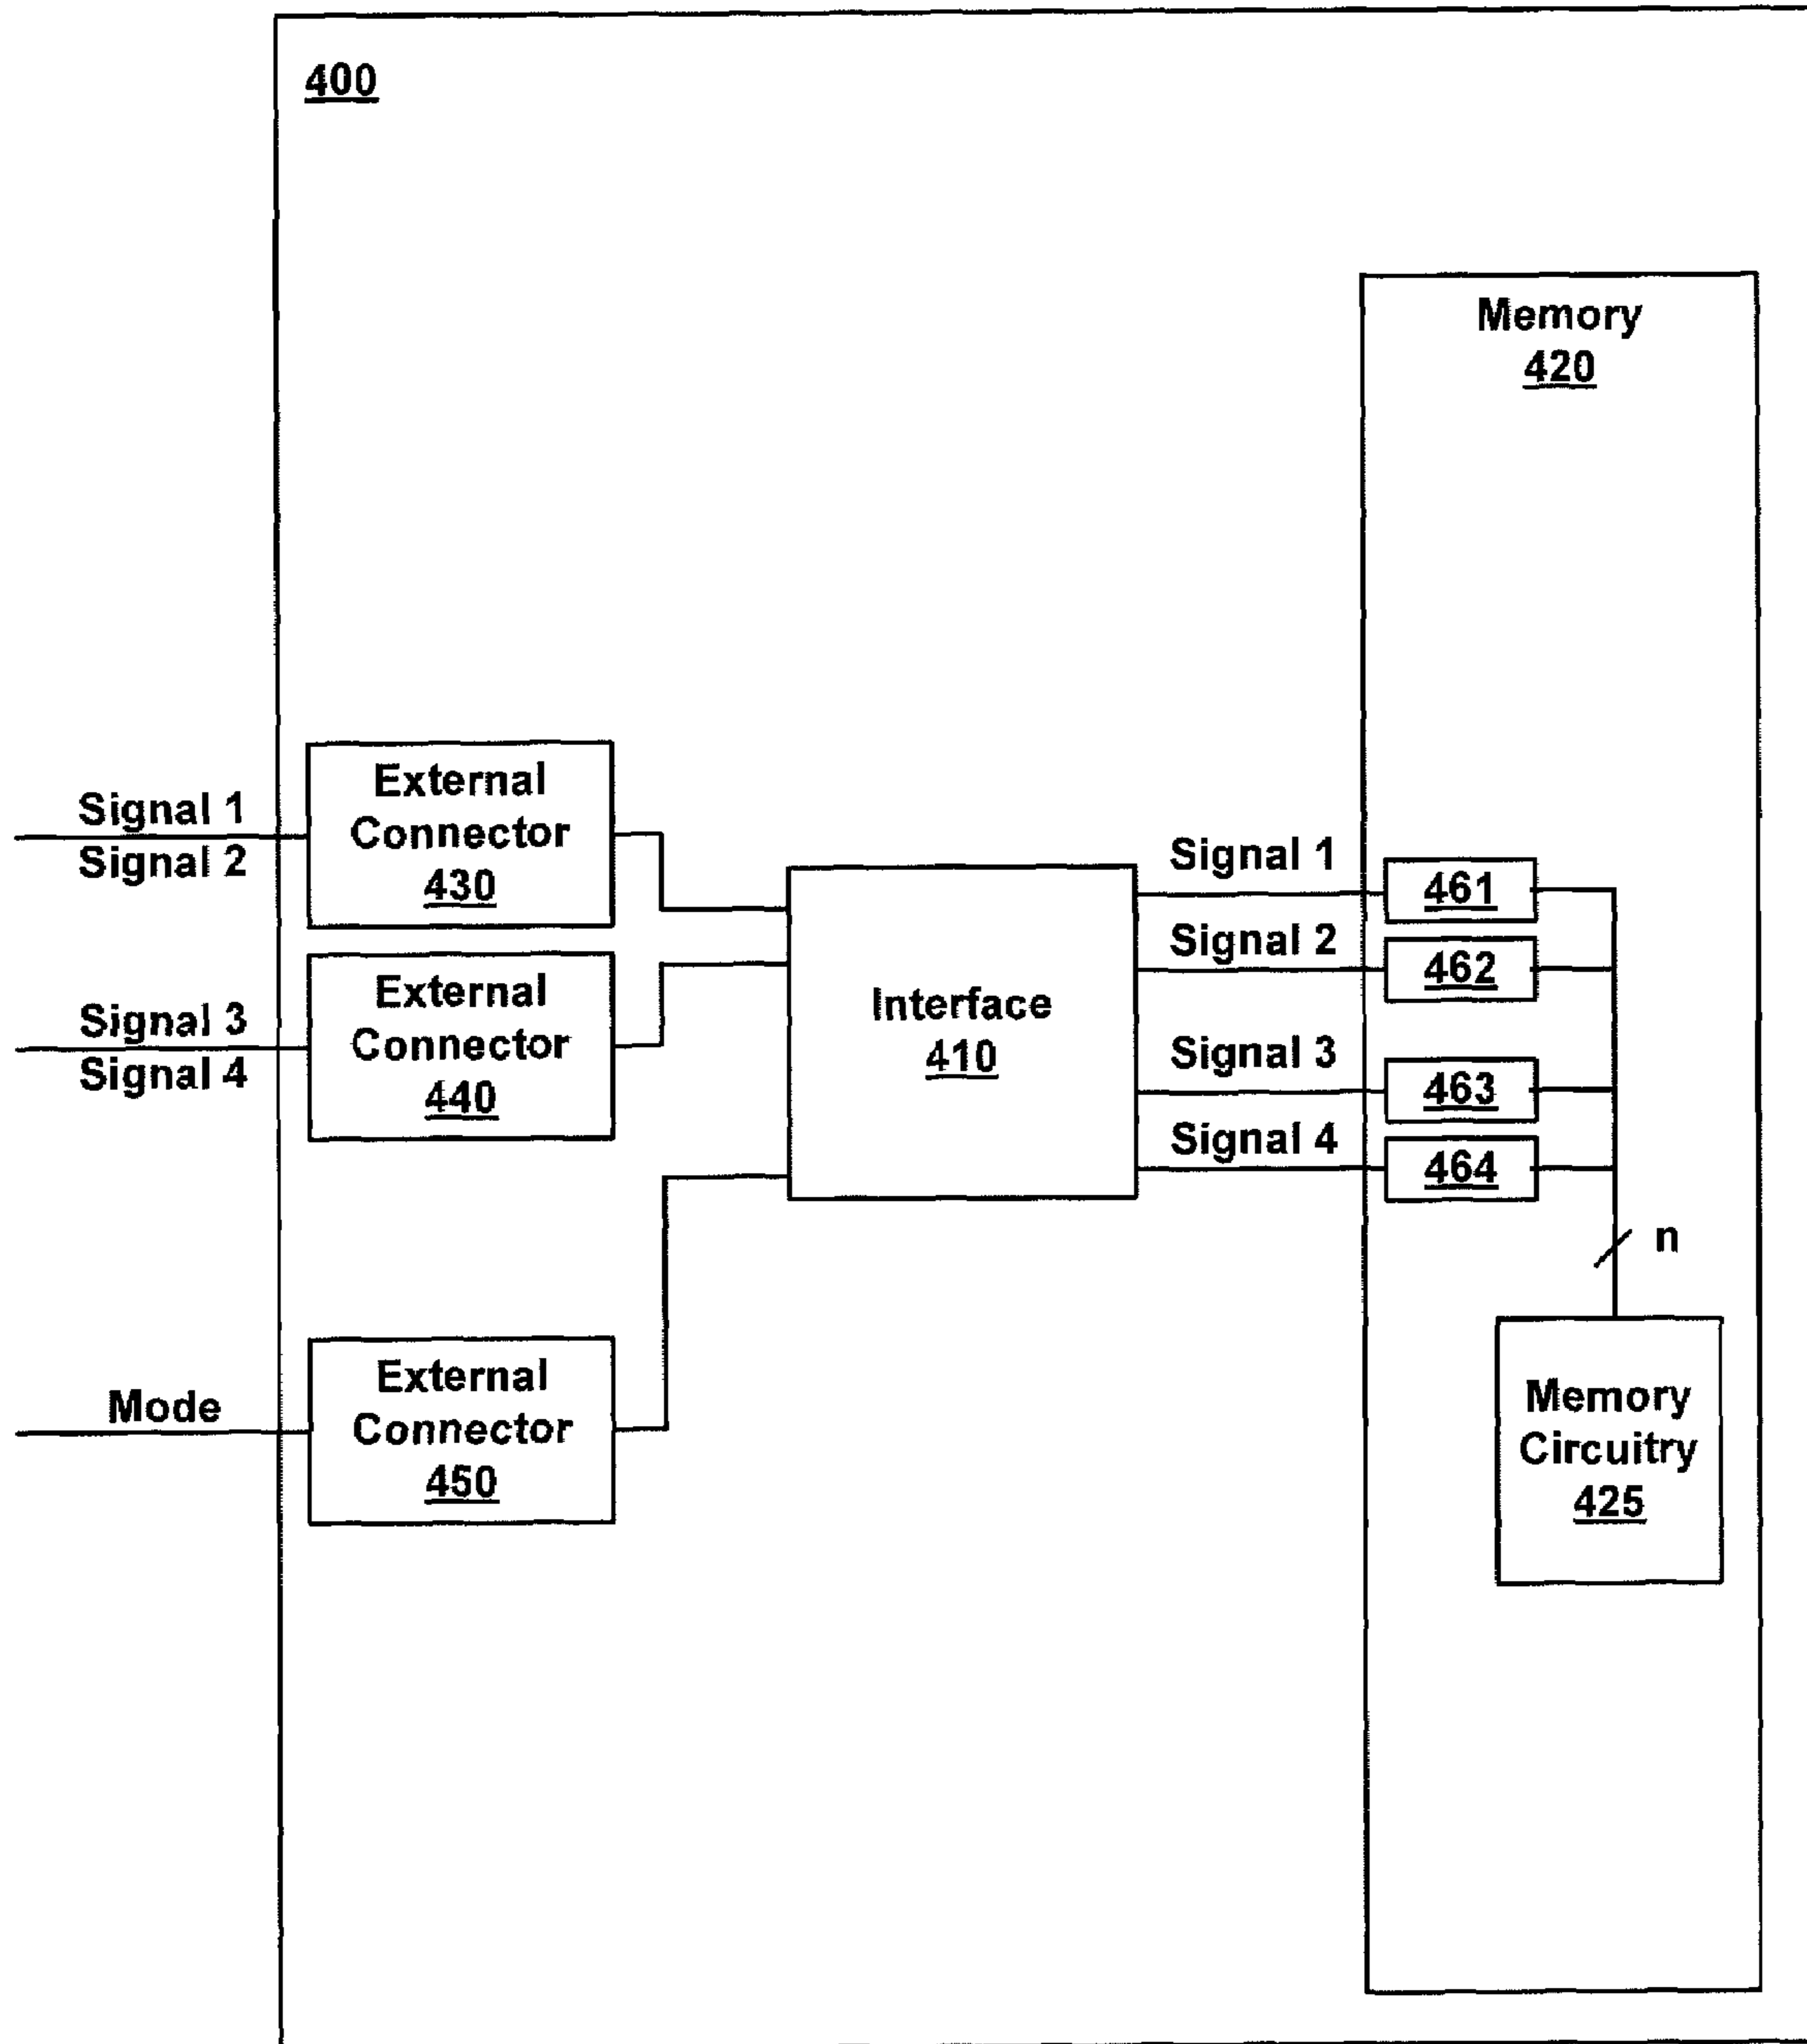 400
Memory
420
Signal 1
Signal 2
External
Connector
430
Signal 3
Signal 4
External
Connector
440
Mode
External
Connector
450
Interface
410
Signal 1
Signal 2
Signal 3
Signal 4
461
462
463
464
n
Memory
Circuitry
425